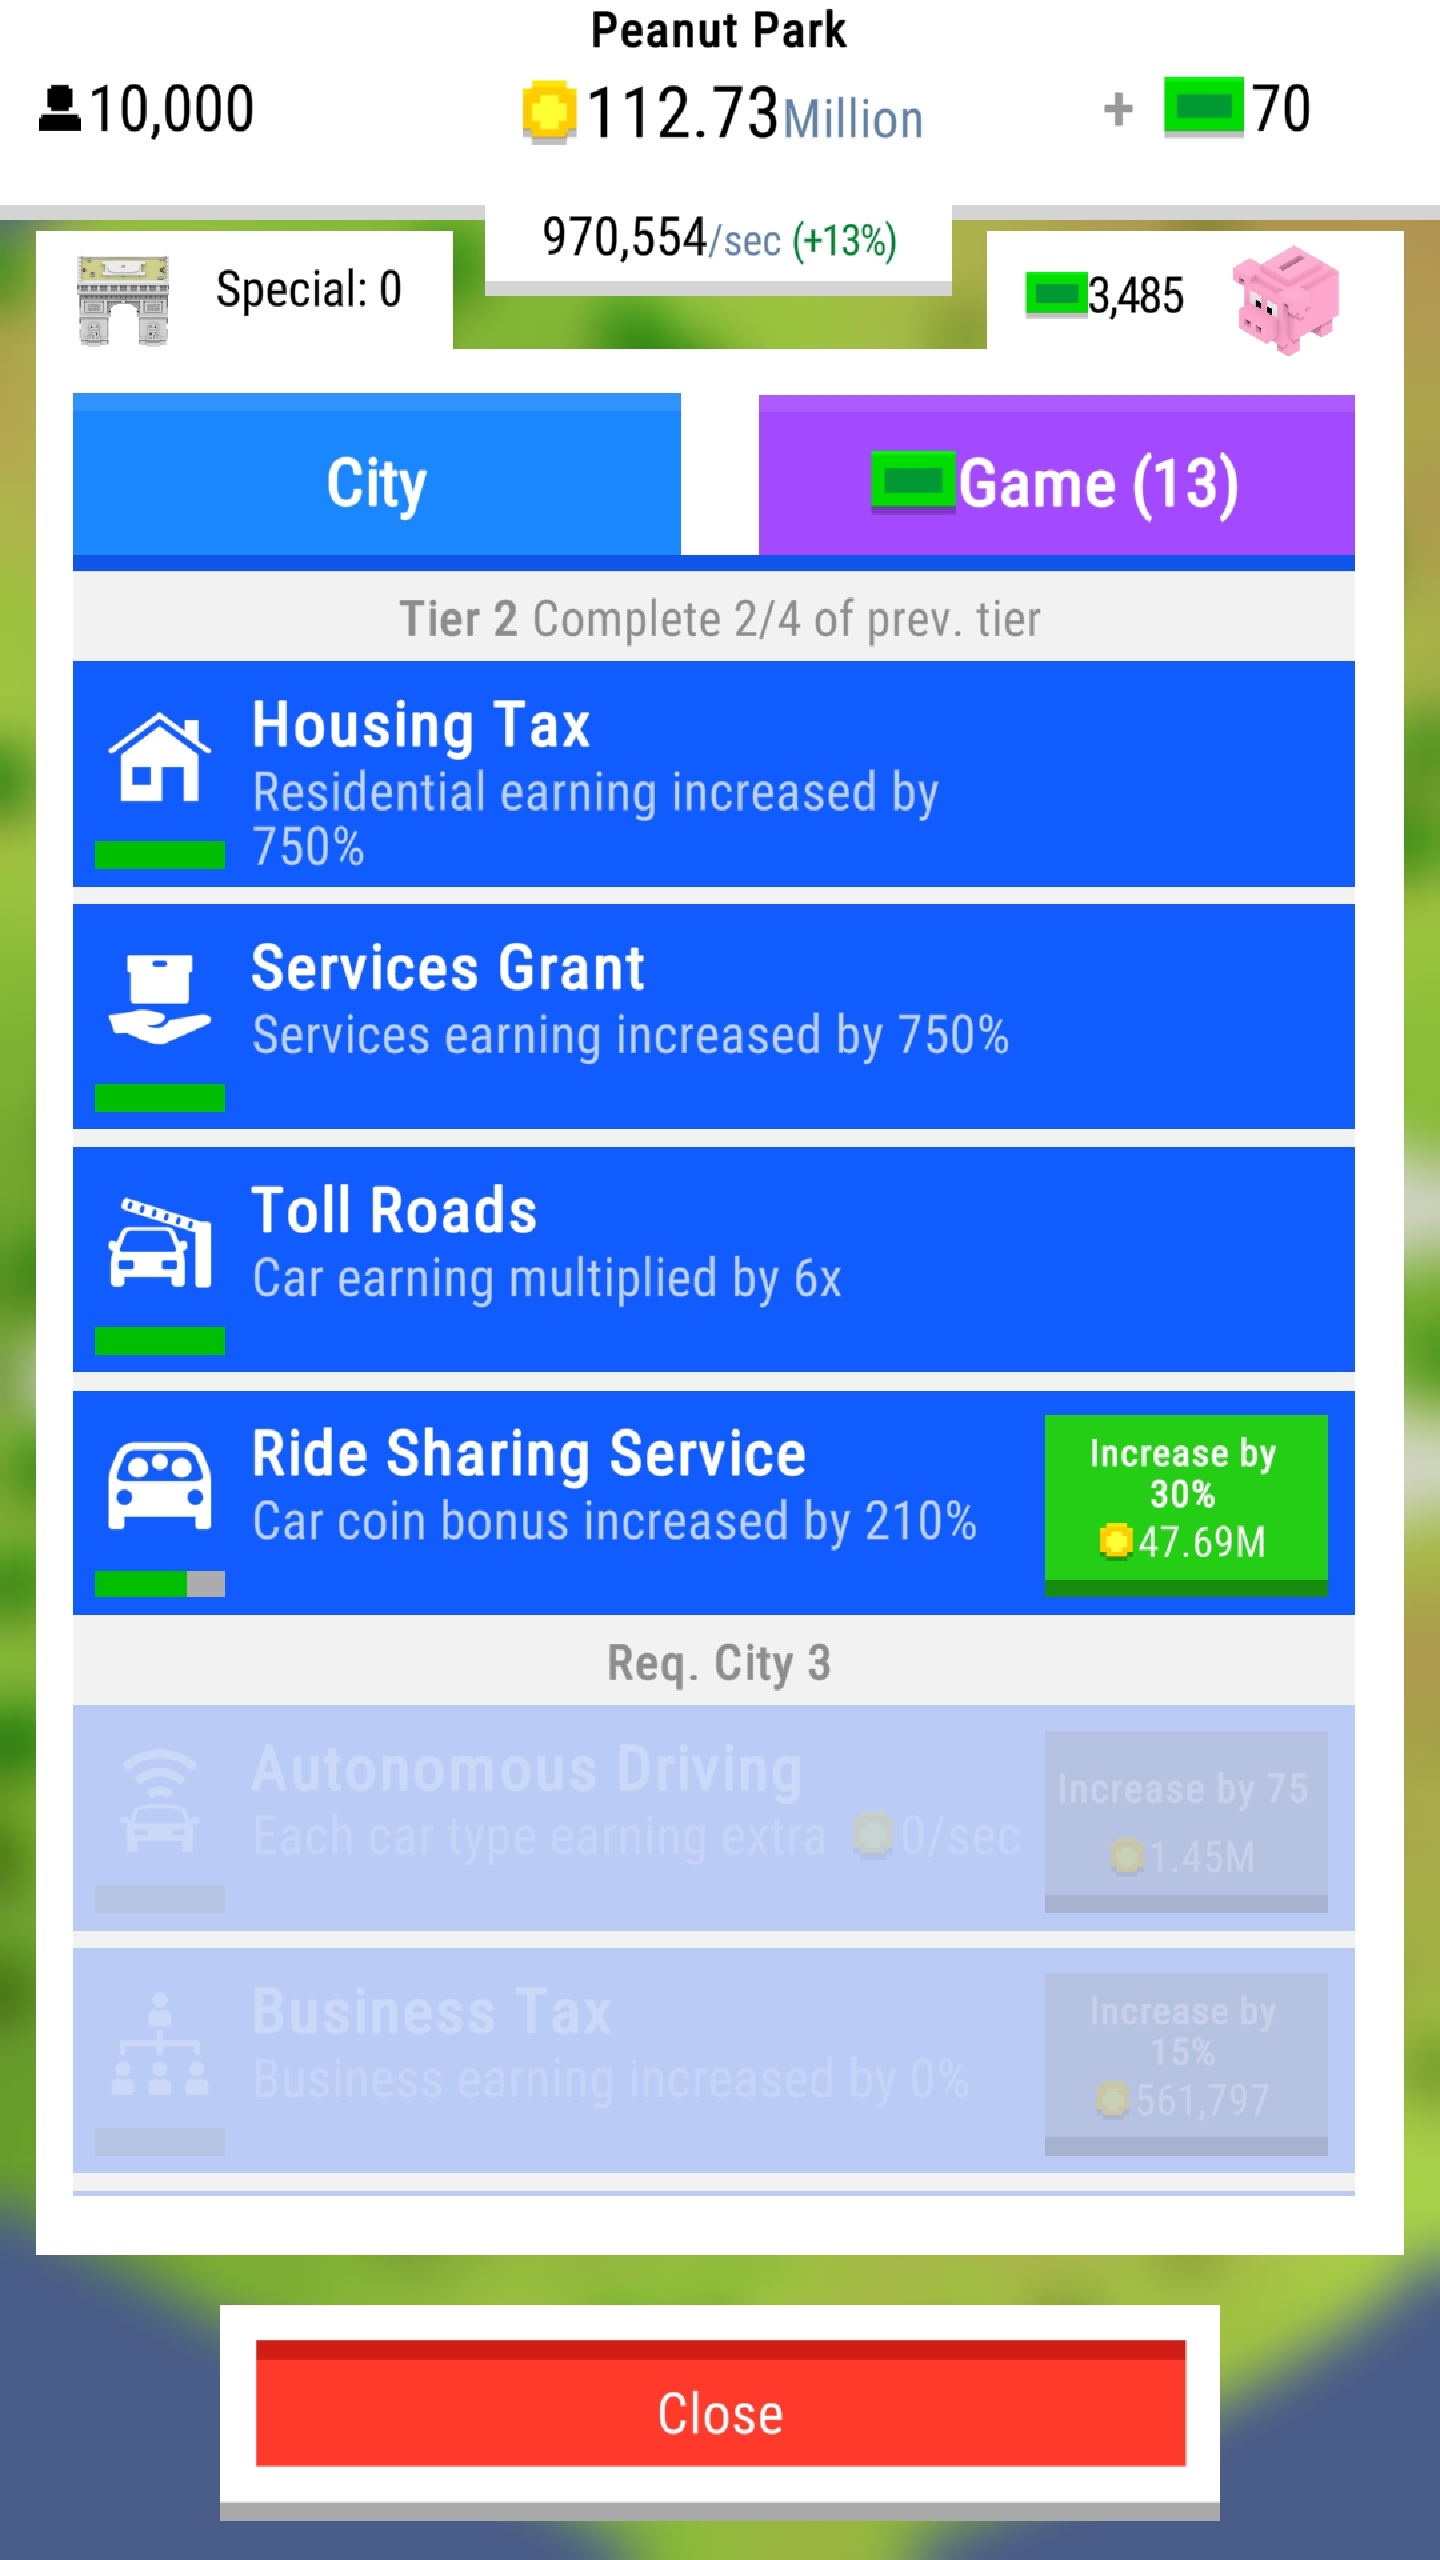 Peanut Park
10,000
112.73Million
+ 70
970,554/sec (+13%)
Special: 0
3,485
City
Game (13)
Tier 2 Complete 2/4 of prev. tier
Housing Tax
Residential earning increased by
750%
Services Grant
Services earning increased by 750%
Toll Roads
Car earning multiplied by 6x
Ride Sharing Service
Car coin bonus increased by 210%
Increase by
30%
47.69M
Req. City 3
Autonomous Driving
Each car type earning extra 0/sec
Increase by 75
1.45M
Business Tax
Business earning increased by 0%
Increase by
15%
561,797
Close